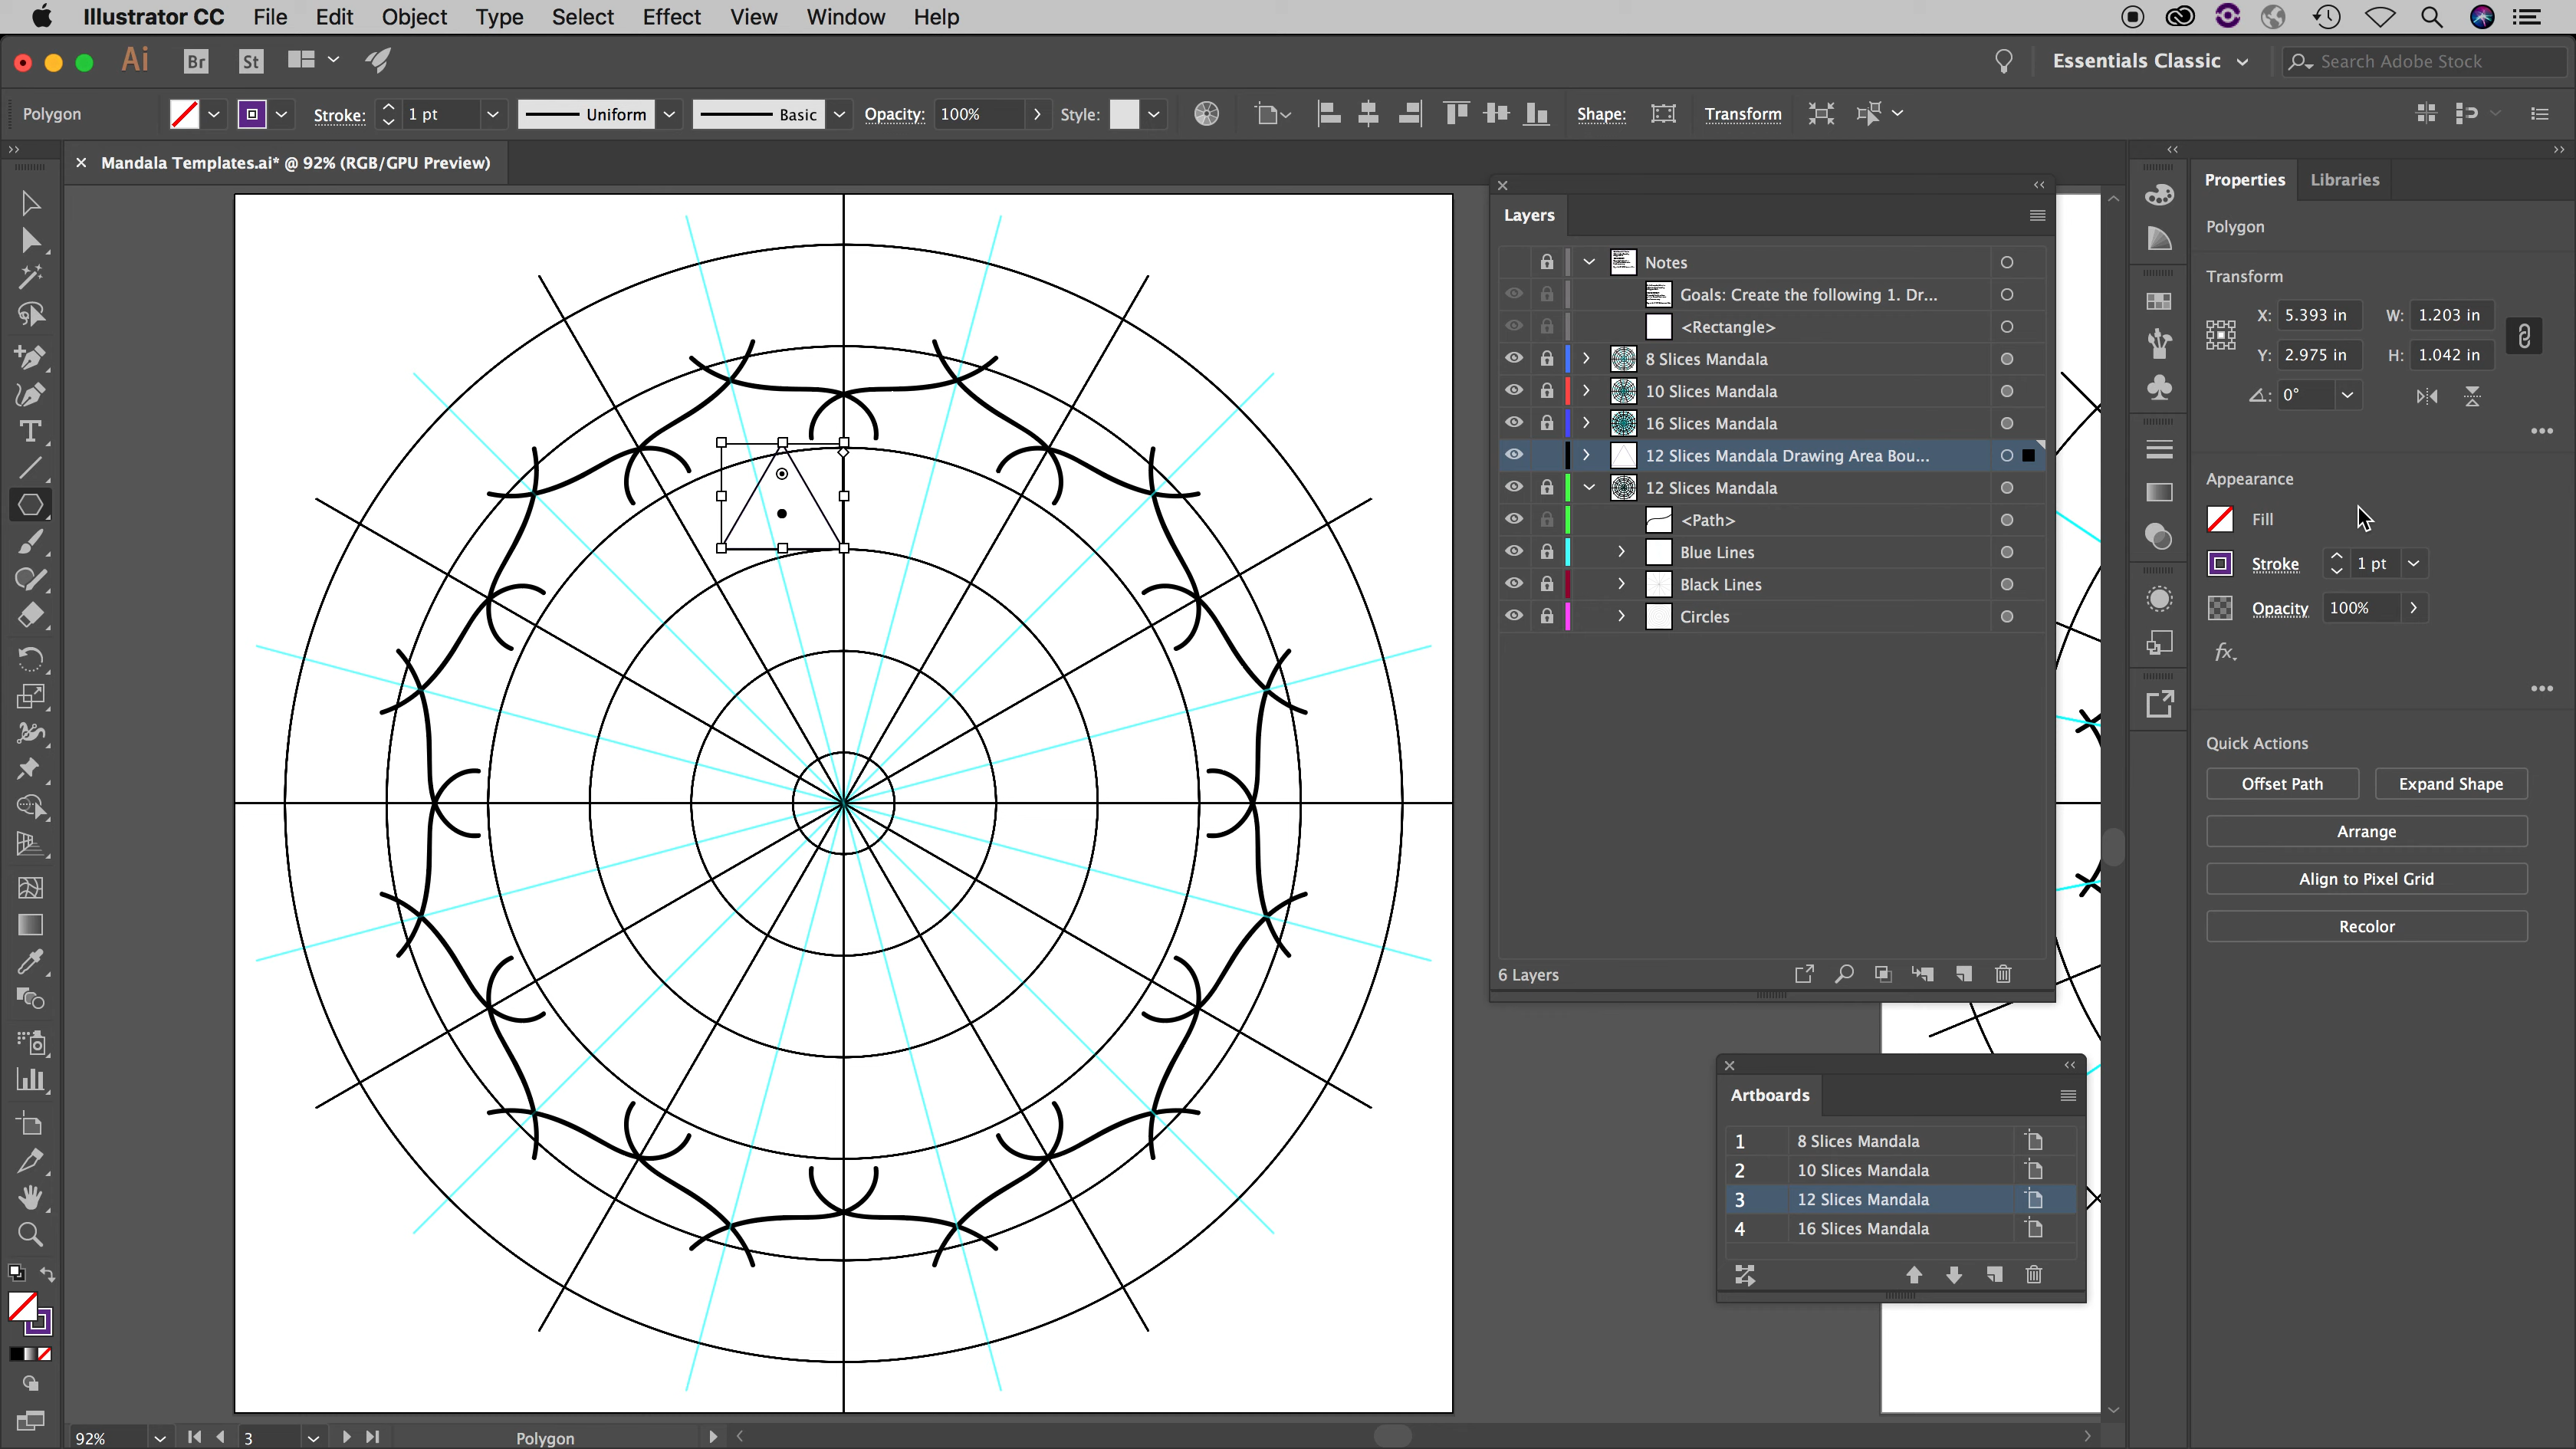 Illustrator CC File Edit Object Type Select Effect View Window Help
Ai Br St Essentials Classic Search Adobe Stock
Polygon Stroke: 1 pt Uniform Basic Opacity: 100% Style: Shape: Transform
Mandala Templates.ai* @ 92% (RGB/GPU Preview)
Layers
Notes
Goals: Create the following 1. Dr...
<Rectangle>
8 Slices Mandala
10 Slices Mandala
16 Slices Mandala
12 Slices Mandala Drawing Area Bou...
12 Slices Mandala
<Path>
Blue Lines
Black Lines
Circles
6 Layers
Artboards
1 8 Slices Mandala
2 10 Slices Mandala
3 12 Slices Mandala
4 16 Slices Mandala
Properties Libraries
Polygon
Transform
X: 5.393 in W: 1.203 in
Y: 2.975 in H: 1.042 in
0°
Appearance
Fill
Stroke 1 pt
Opacity 100%
fx.
Quick Actions
Offset Path Expand Shape
Arrange
Align to Pixel Grid
Recolor
92% 3 Polygon